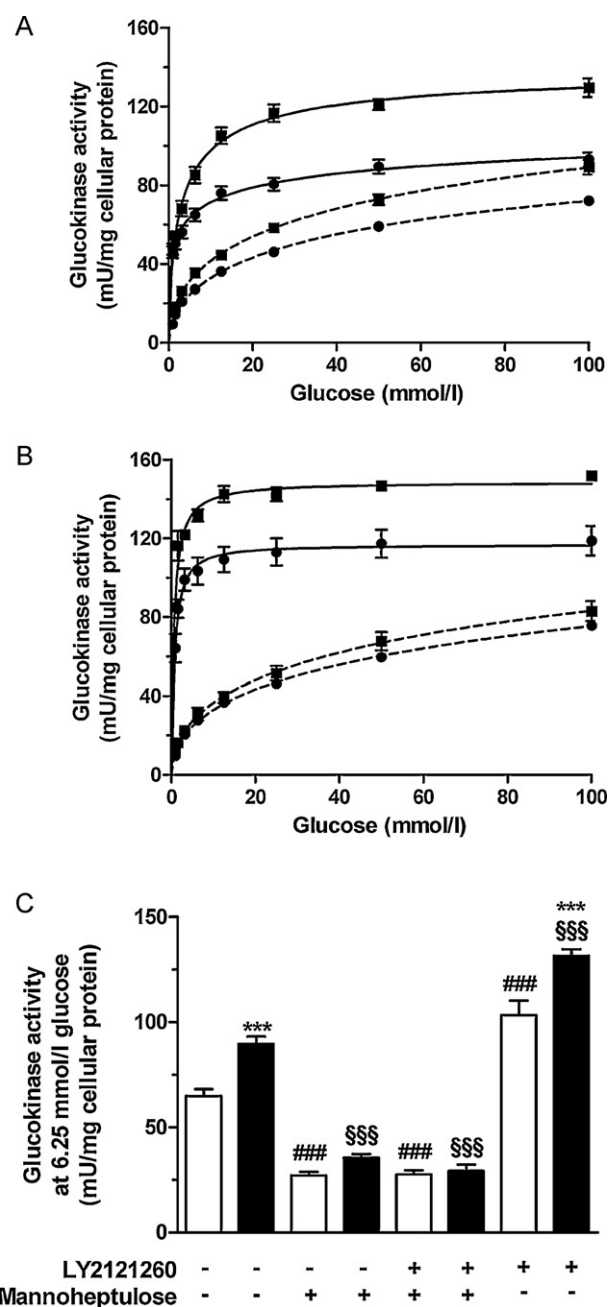 A
Glucokinase activity
(mU/mg cellular protein)
160
120
80
40
0
0 20 40 60 80 100
Glucose (mmol/l)
B
Glucokinase activity
(mU/mg cellular protein)
160
120
80
40
0
0 20 40 60 80 100
Glucose (mmol/l)
C
Glucokinase activity
at 6.25 mmol/l glucose
(mU/mg cellular protein)
150
100
50
0
***
###
§§§
###
§§§
###
***
§§§
LY2121260 - - - - + + + +
Mannoheptulose - - + + + + - -